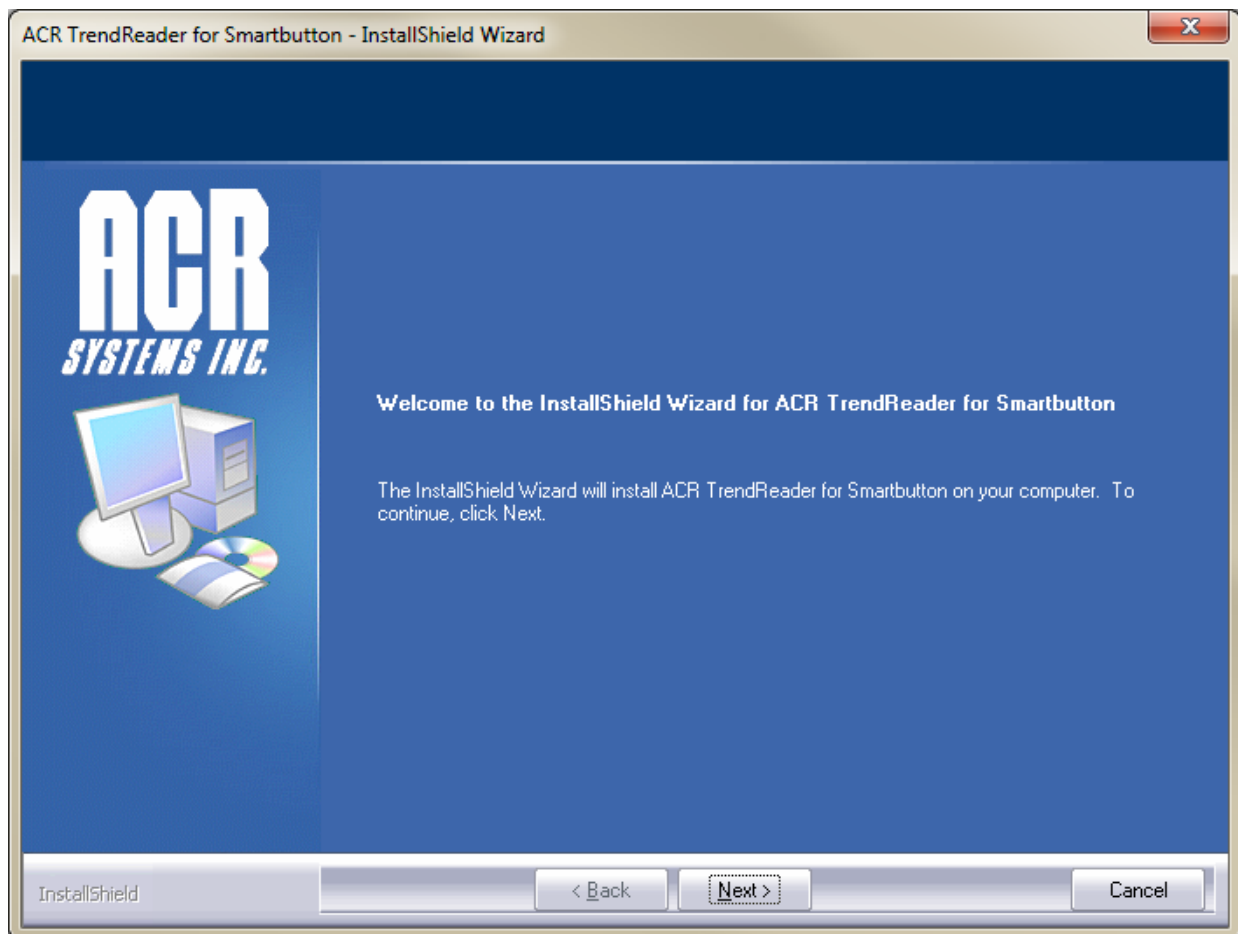 ACR TrendReader for Smartbutton - InstallShield Wizard
ACR
SYSTEMS INC.
Welcome to the InstallShield Wizard for ACR TrendReader for Smartbutton
The InstallShield Wizard will install ACR TrendReader for Smartbutton on your computer. To
continue, click Next.
InstallShield
< Back
Next >
Cancel